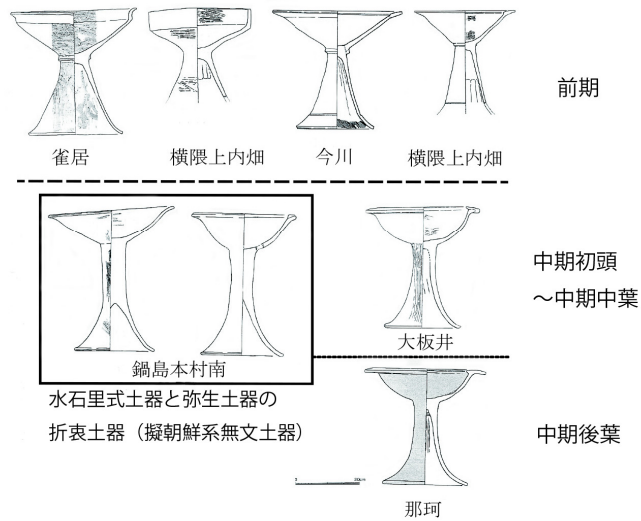 前期
雀居
横隈上内畑
今川
横隈上内畑
中期初頭
～中期中葉
大板井
鍋島本村南
水石里式土器と弥生土器の
折衷土器（擬朝鮮系無文土器）
中期後葉
那珂